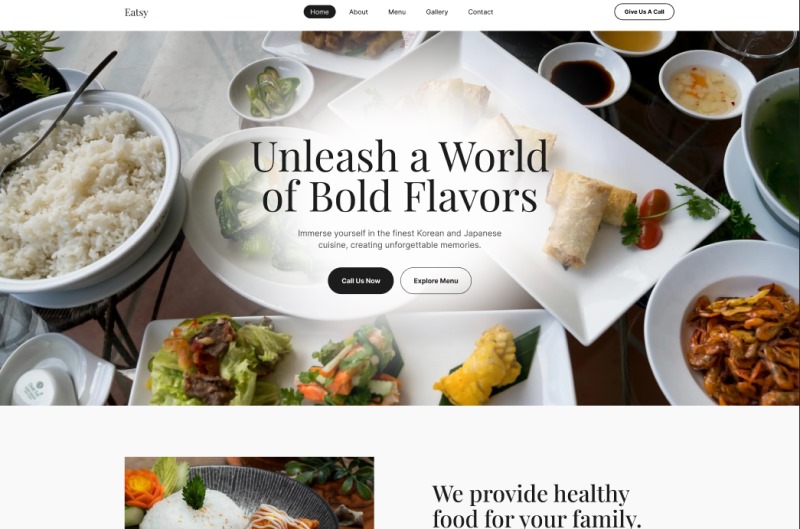 Eatsy
Home
About
Menu
Gallery
Contact
Give Us A Call
Unleash a World
of Bold Flavors
Immerse yourself in the finest Korean and Japanese
cuisine, creating unforgettable memories.
Call Us Now
Explore Menu
We provide healthy
food for your family.